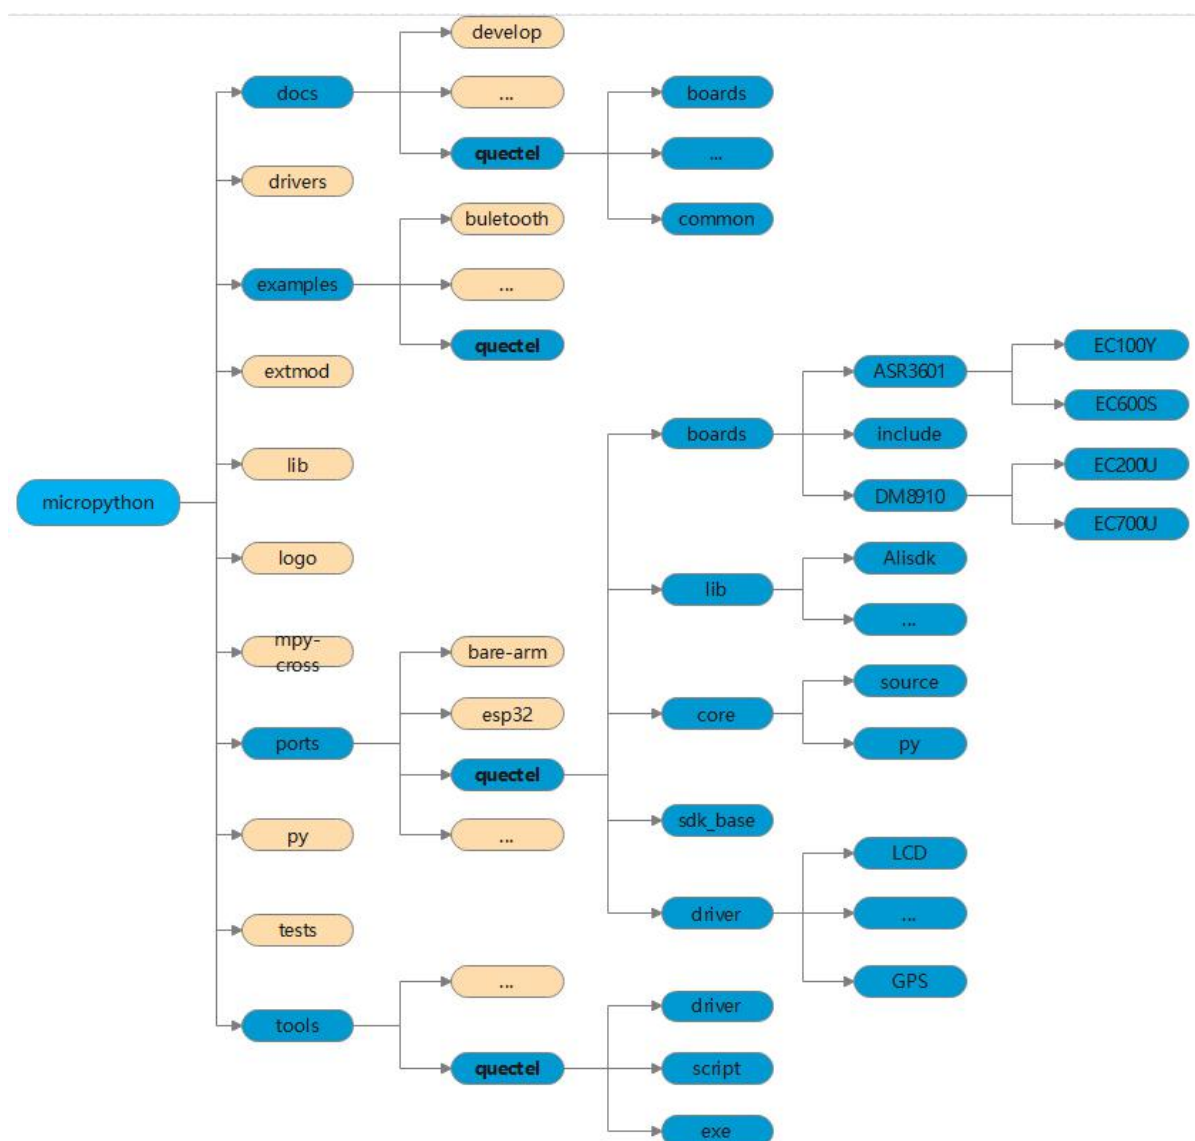 develop
docs
...
boards
quectel
...
drivers
buletooth
common
examples
...
quectel
extmod
ASR3601
EC100Y
EC600S
boards
include
lib
EC200U
micropython
DM8910
EC700U
logo
Alisdk
lib
...
mpy-
cross
bare-arm
source
esp32
core
ports
quectel
py
py
...
sdk_base
LCD
tests
driver
...
...
GPS
tools
driver
quectel
script
exe